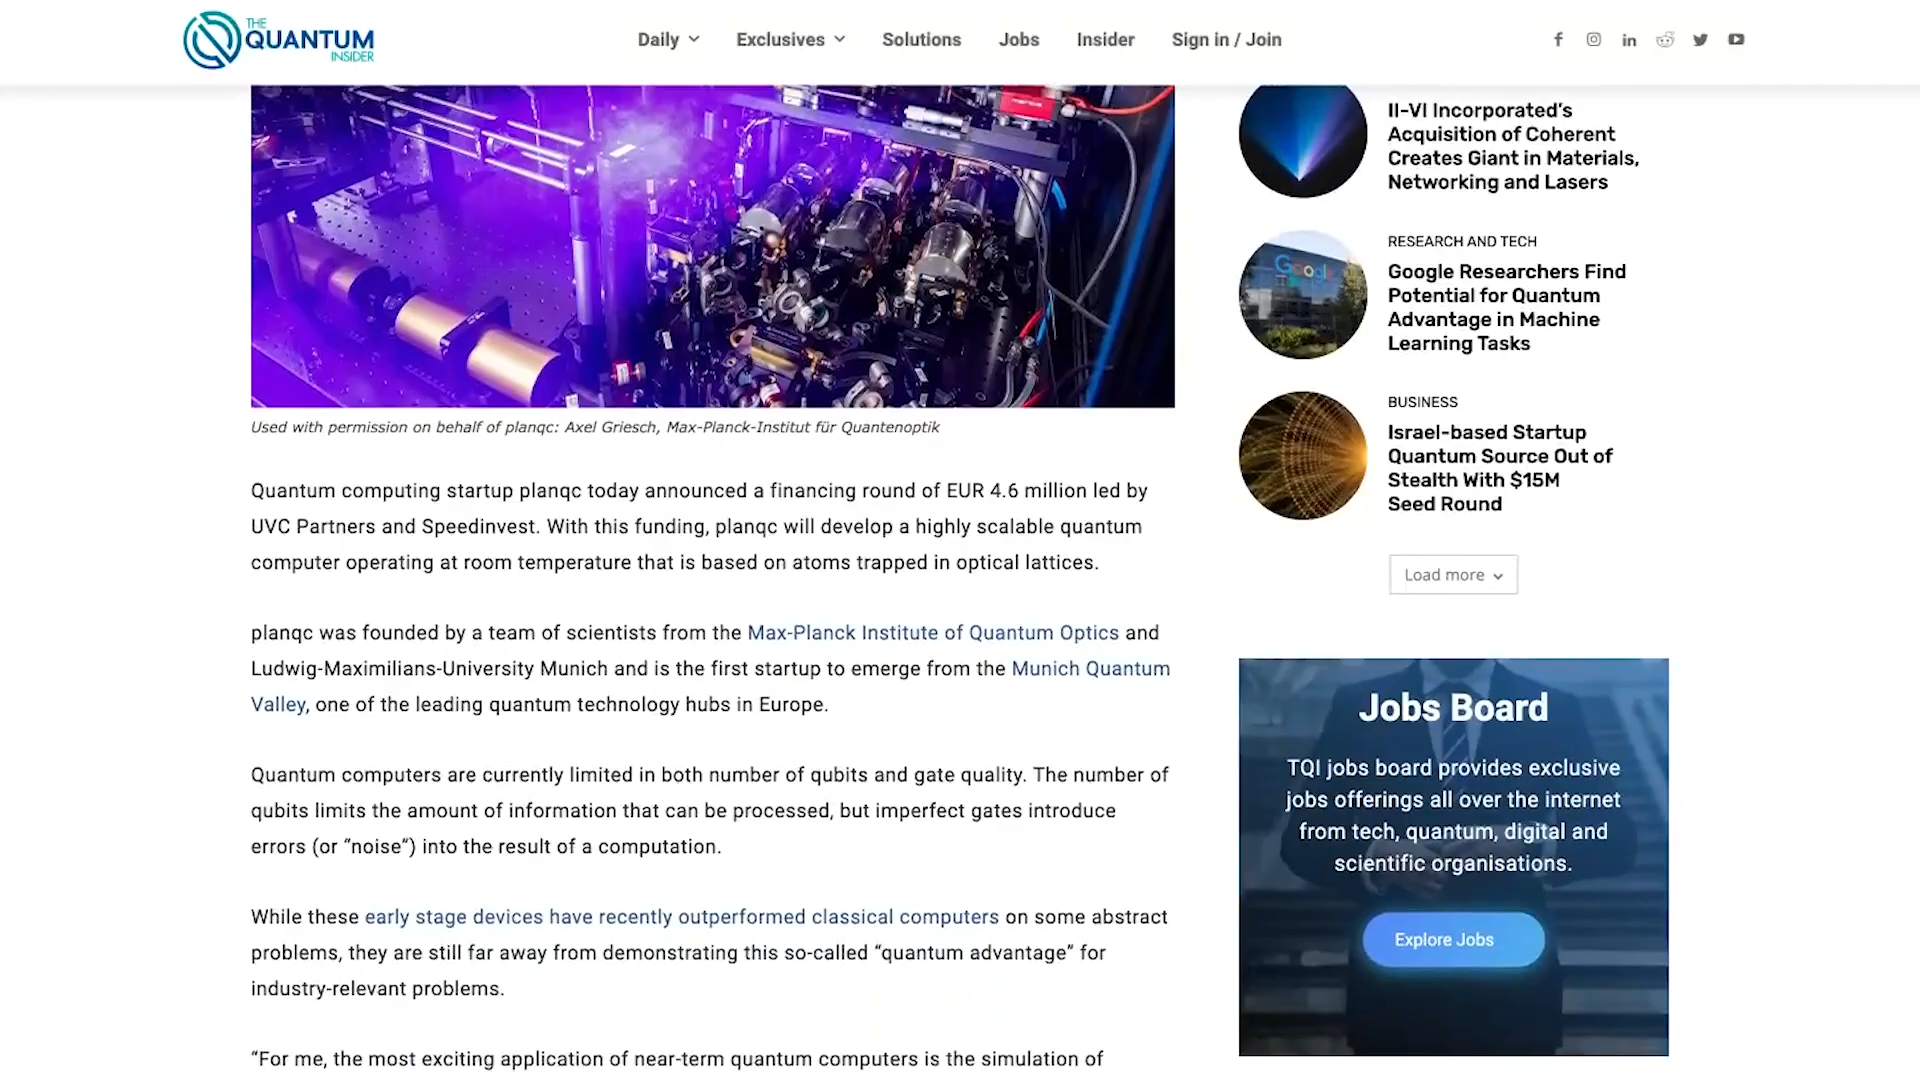 THE
QUANTUM
INSIDER
Daily
Exclusives
Solutions
Jobs
Insider
Sign in / Join
Used with permission on behalf of planqc: Axel Griesch, Max-Planck-Institut für Quantenoptik
Quantum computing startup planqc today announced a financing round of EUR 4.6 million led by
UVC Partners and Speedinvest. With this funding, planqc will develop a highly scalable quantum
computer operating at room temperature that is based on atoms trapped in optical lattices.
planqc was founded by a team of scientists from the Max-Planck Institute of Quantum Optics and
Ludwig-Maximilians-University Munich and is the first startup to emerge from the Munich Quantum
Valley, one of the leading quantum technology hubs in Europe.
Quantum computers are currently limited in both number of qubits and gate quality. The number of
qubits limits the amount of information that can be processed, but imperfect gates introduce
errors (or “noise”) into the result of a computation.
While these early stage devices have recently outperformed classical computers on some abstract
problems, they are still far away from demonstrating this so-called “quantum advantage” for
industry-relevant problems.
“For me, the most exciting application of near-term quantum computers is the simulation of
II-VI Incorporated’s
Acquisition of Coherent
Creates Giant in Materials,
Networking and Lasers
Google
RESEARCH AND TECH
Google Researchers Find
Potential for Quantum
Advantage in Machine
Learning Tasks
BUSINESS
Israel-based Startup
Quantum Source Out of
Stealth With $15M
Seed Round
Load more
Jobs Board
TQI jobs board provides exclusive
jobs offerings all over the internet
from tech, quantum, digital and
scientific organisations.
Explore Jobs